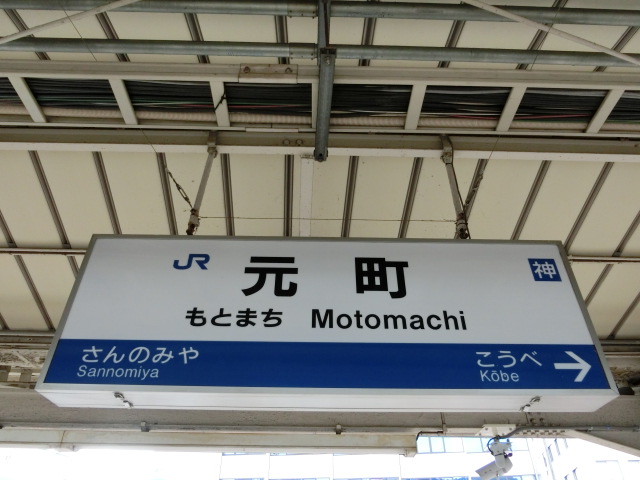 JR 元町 神
もとまち Motomachi
さんのみや こうべ →
Sannomiya Kōbe